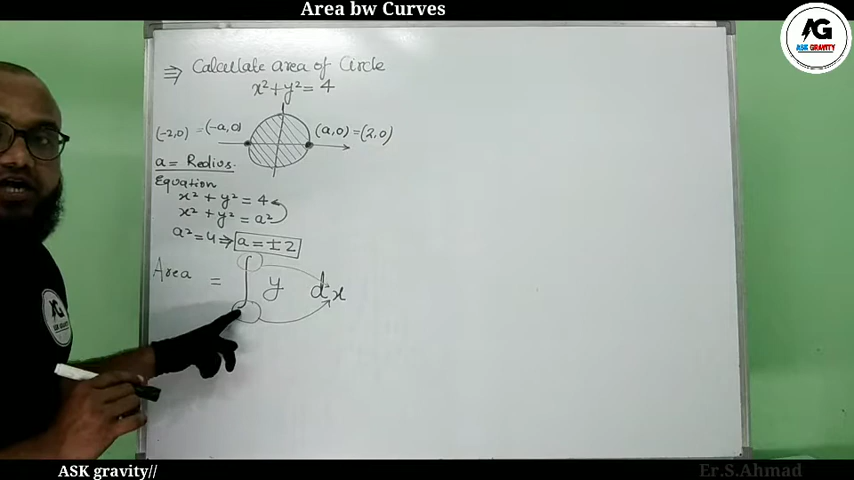 Area bw Curves
AG
ASK GRAVITY
⇒ Calculate area of Circle
x² + y² = 4
(-2,0) = (-a,0) (a,0) = (2,0)
a = Radius.
Equation
x² + y² = 4
x² + y² = a²
a² = 4 ⇒ a = ±2
Area = ∫ y dx
ASK gravity//
Er.S.Ahmad